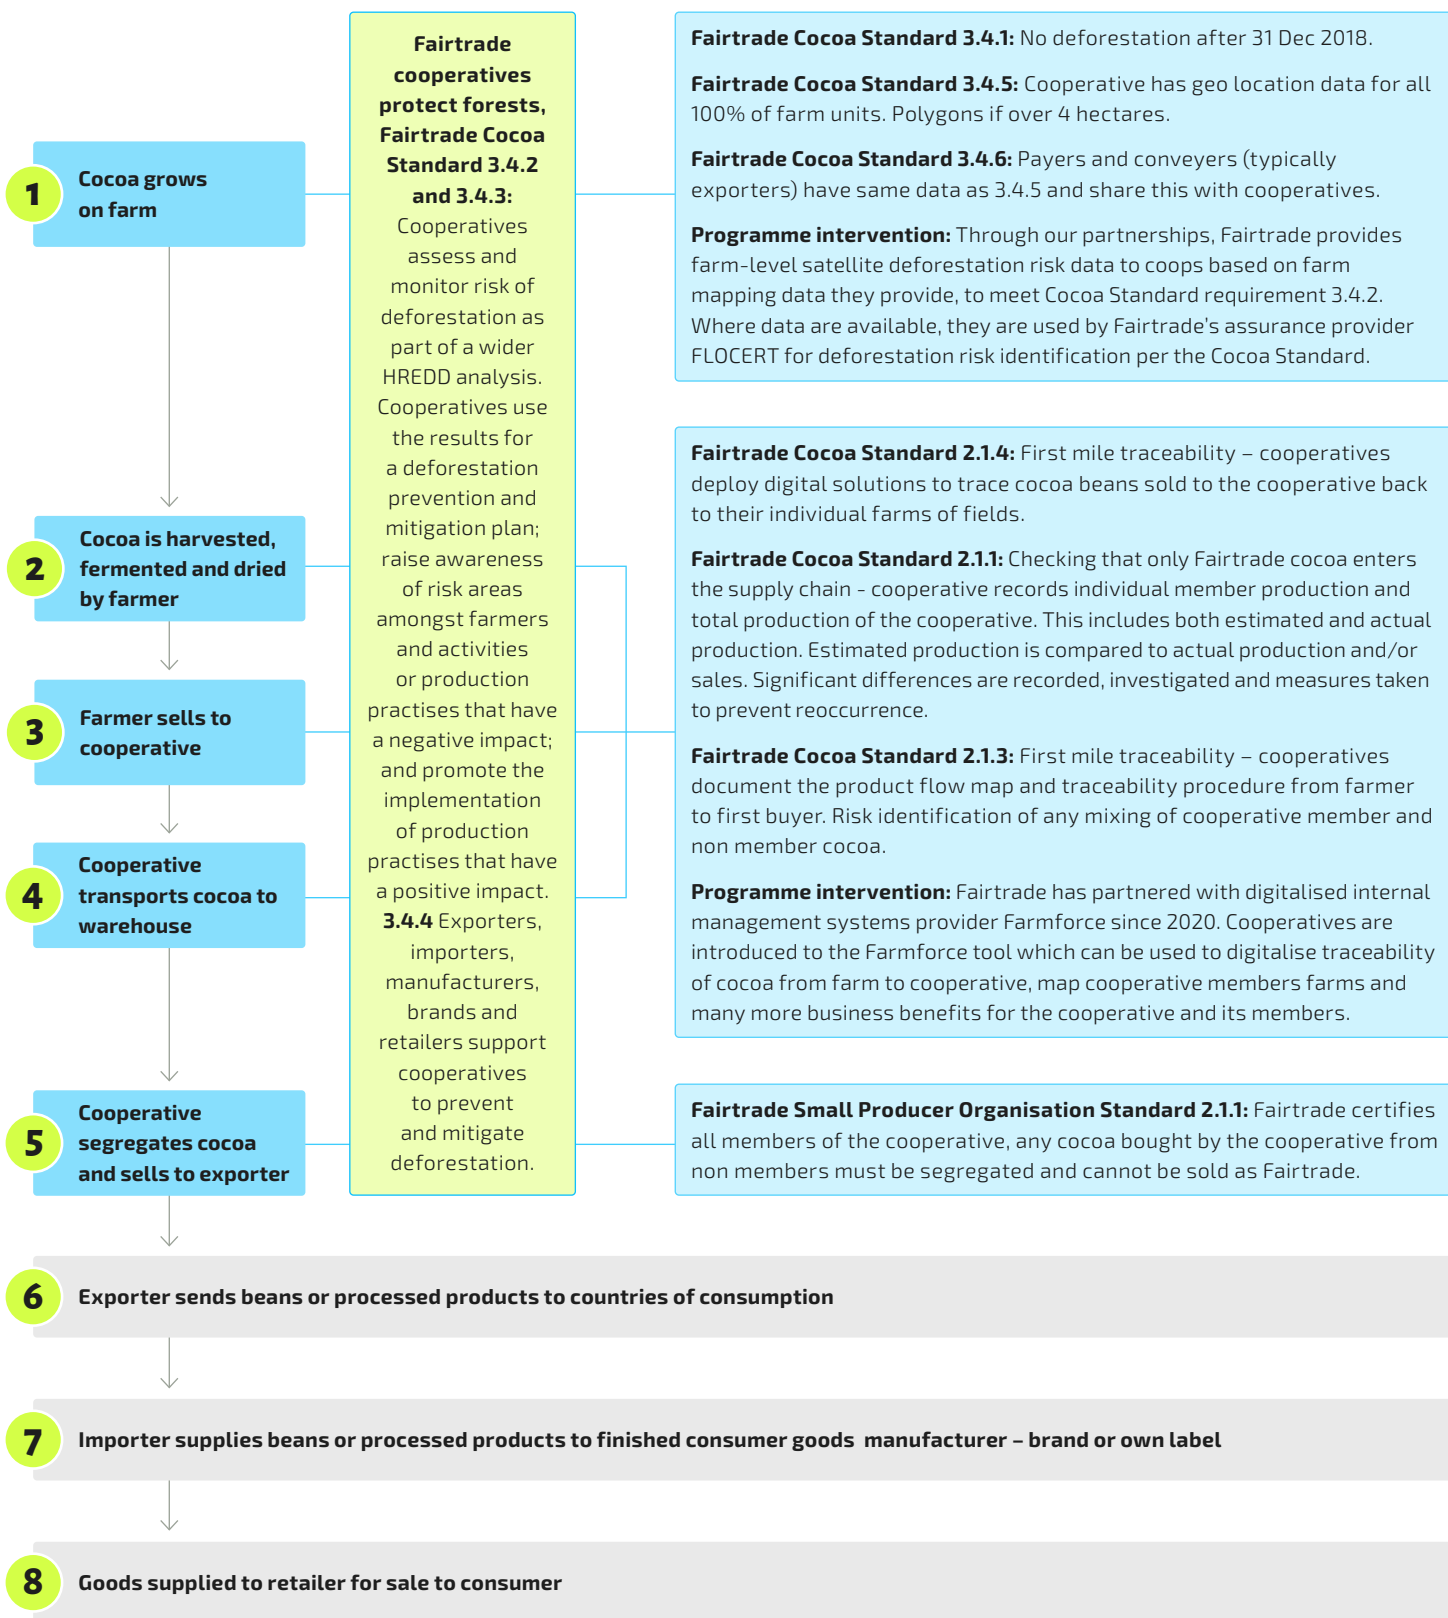 1
Cocoa grows
on farm
Fairtrade
cooperatives
protect forests,
Fairtrade Cocoa
Standard 3.4.2
and 3.4.3:
Cooperatives
assess and
monitor risk of
deforestation as
part of a wider
HREDD analysis.
Cooperatives use
the results for
a deforestation
prevention and
mitigation plan;
raise awareness
of risk areas
amongst farmers
and activities
or production
practises that have
a negative impact;
and promote the
implementation
of production
practises that have
a positive impact.
3.4.4 Exporters,
importers,
manufacturers,
brands and
retailers support
cooperatives
to prevent
and mitigate
deforestation.
Fairtrade Cocoa Standard 3.4.1: No deforestation after 31 Dec 2018.
Fairtrade Cocoa Standard 3.4.5: Cooperative has geo location data for all
100% of farm units. Polygons if over 4 hectares.
Fairtrade Cocoa Standard 3.4.6: Payers and conveyers (typically
exporters) have same data as 3.4.5 and share this with cooperatives.
Programme intervention: Through our partnerships, Fairtrade provides
farm-level satellite deforestation risk data to coops based on farm
mapping data they provide, to meet Cocoa Standard requirement 3.4.2.
Where data are available, they are used by Fairtrade's assurance provider
FLOCERT for deforestation risk identification per the Cocoa Standard.
2
Cocoa is harvested,
fermented and dried
by farmer
3
Farmer sells to
cooperative
4
Cooperative
transports cocoa to
warehouse
Fairtrade Cocoa Standard 2.1.4: First mile traceability – cooperatives
deploy digital solutions to trace cocoa beans sold to the cooperative back
to their individual farms of fields.
Fairtrade Cocoa Standard 2.1.1: Checking that only Fairtrade cocoa enters
the supply chain - cooperative records individual member production and
total production of the cooperative. This includes both estimated and actual
production. Estimated production is compared to actual production and/or
sales. Significant differences are recorded, investigated and measures taken
to prevent reoccurrence.
Fairtrade Cocoa Standard 2.1.3: First mile traceability – cooperatives
document the product flow map and traceability procedure from farmer
to first buyer. Risk identification of any mixing of cooperative member and
non member cocoa.
Programme intervention: Fairtrade has partnered with digitalised internal
management systems provider Farmforce since 2020. Cooperatives are
introduced to the Farmforce tool which can be used to digitalise traceability
of cocoa from farm to cooperative, map cooperative members farms and
many more business benefits for the cooperative and its members.
5
Cooperative
segregates cocoa
and sells to exporter
Fairtrade Small Producer Organisation Standard 2.1.1: Fairtrade certifies
all members of the cooperative, any cocoa bought by the cooperative from
non members must be segregated and cannot be sold as Fairtrade.
6
Exporter sends beans or processed products to countries of consumption
7
Importer supplies beans or processed products to finished consumer goods manufacturer – brand or own label
8
Goods supplied to retailer for sale to consumer